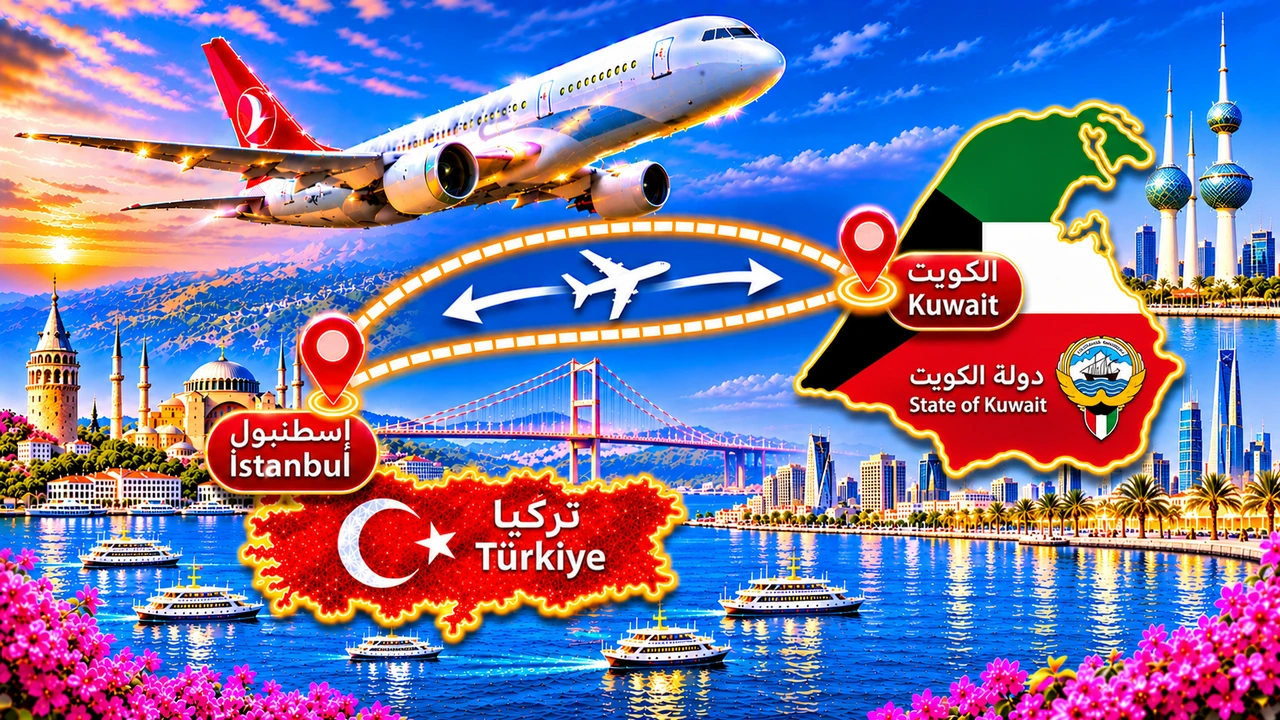 الكويت
Kuwait
دولة الكويت
State of Kuwait
إسطنبول
İstanbul
تركيا
Türkiye